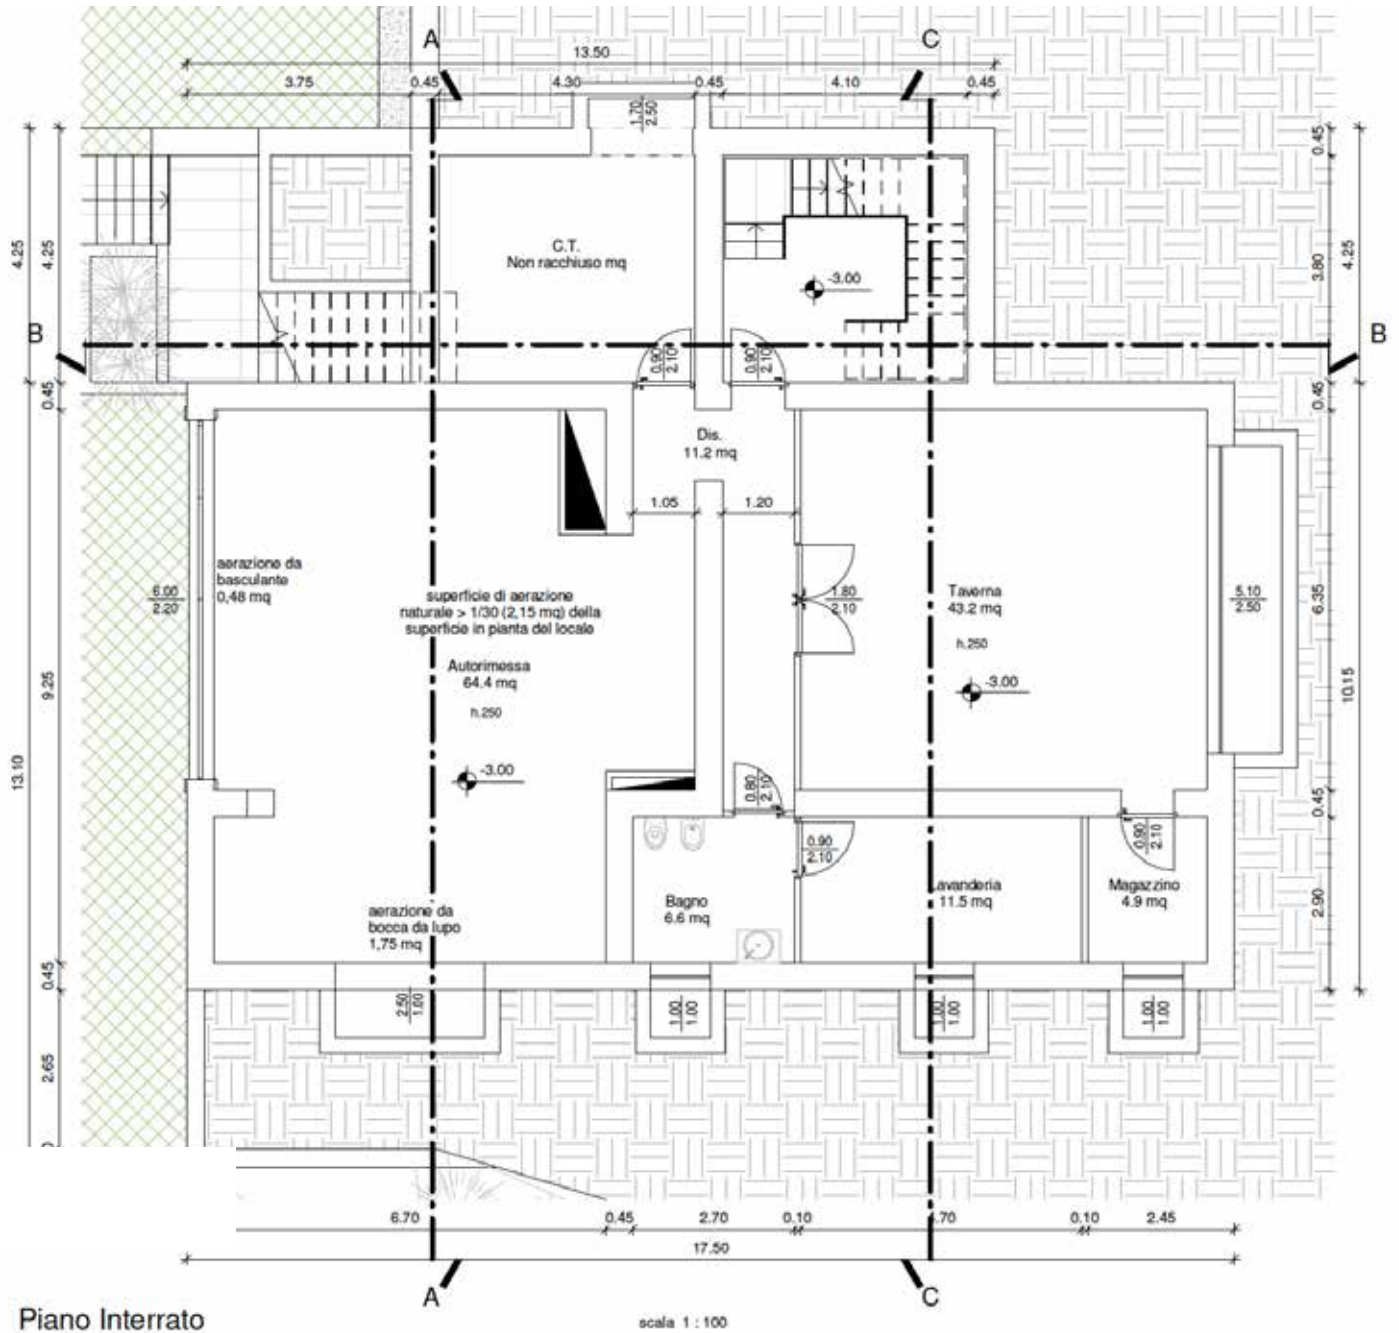 A
C
13.50
3.75
0.45
4.30
0.45
4.10
0.45
1.70
2.50
0.45
4.25
4.25
C.T.
Non racchiuso mq
-3.00
3.80
4.25
B
B
0.90
2.10
0.90
2.10
0.45
0.45
Dis.
11.2 mq
1.05
1.20
aerazione da
basculante
0,48 mq
6.00
2.20
superficie di aerazione
naturale > 1/30 (2,15 mq) della
superficie in pianta del locale
1.80
2.10
Taverna
43.2 mq
h.250
5.10
2.50
6.35
Autorimessa
64.4 mq
h.250
9.25
-3.00
10.15
13.10
-3.00
0.80
2.10
0.45
0.90
2.10
0.90
2.10
Bagno
6.6 mq
11.5 mq
Magazzino
4.9 mq
2.90
aerazione da
bocca da lupo
1,75 mq
0.45
2.50
1.00
1.00
1.00
1.00
1.00
1.00
1.00
2.65
6.70
0.45
2.70
0.10
.70
0.10
2.45
17.50
A
C
Piano Interrato
scala 1 : 100